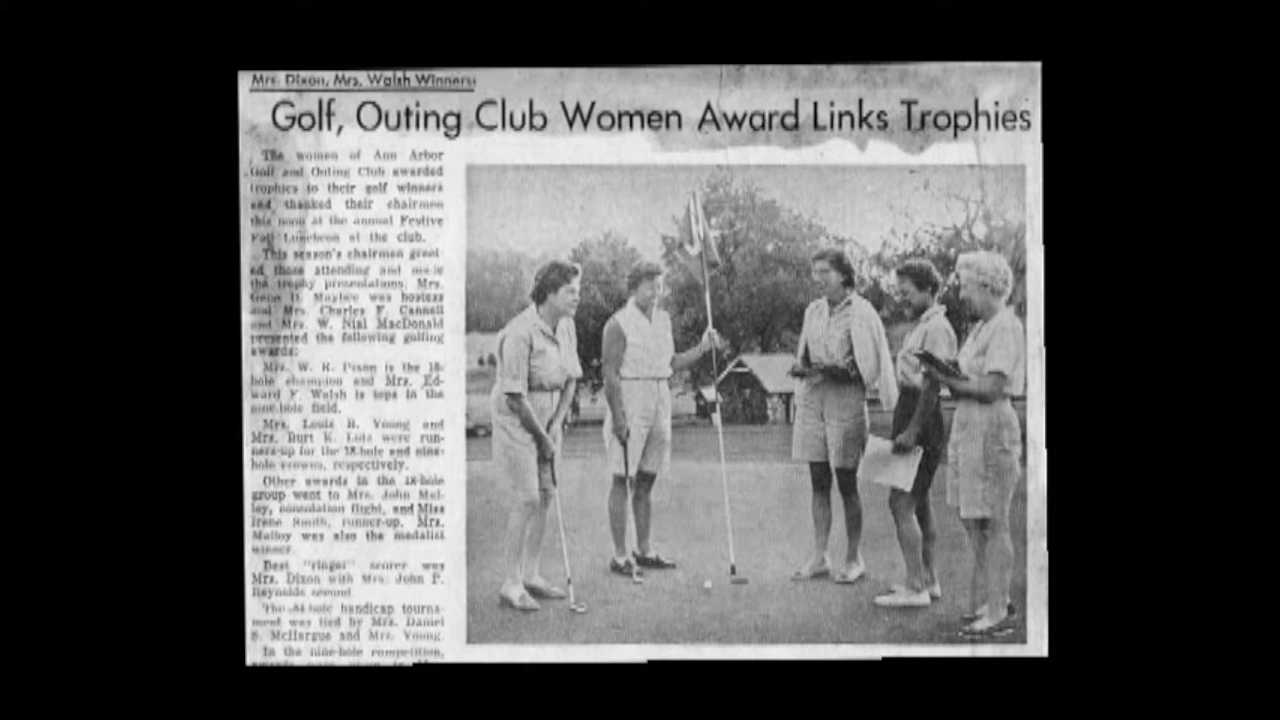 Mrs. Dixon, Mrs. Walsh Winners
Golf, Outing Club Women Award Links Trophies
The women of Ann Arbor
Golf and Outing Club awarded
trophies to their golf winners
and thanked their chairmen
this noon at the annual Festive
Fall Luncheon at the club.
This season's chairmen greet-
ed those attending and made
the trophy presentations. Mrs.
Gene D. was hostess
and Mrs. Charles F. Cannell
and Mrs. W. Nial MacDonald
presented the following golfing
awards:
Mrs. W. R. Dixon is the 18-
hole champion and Mrs. Ed-
ward F. Walsh is tops in the
nine-hole field.
Mrs. Louis B. Young and
Mrs. Burt K. Lutz were run-
ners-up for the 18-hole and nine-
hole crowns, respectively.
Other awards in the 18-hole
group went to Mrs. John Mal-
loy, consolation flight, and Miss
Irene Smith, runner-up. Mrs.
Malloy was also the medalist
winner.
Best "ringer" scorer was
Mrs. Dixon with Mrs. John P.
Reynolds second.
The hole handicap tourna-
ment was tied by Mrs. Daniel
McHargue and Mrs. Young.
In the nine-hole competition,
awards